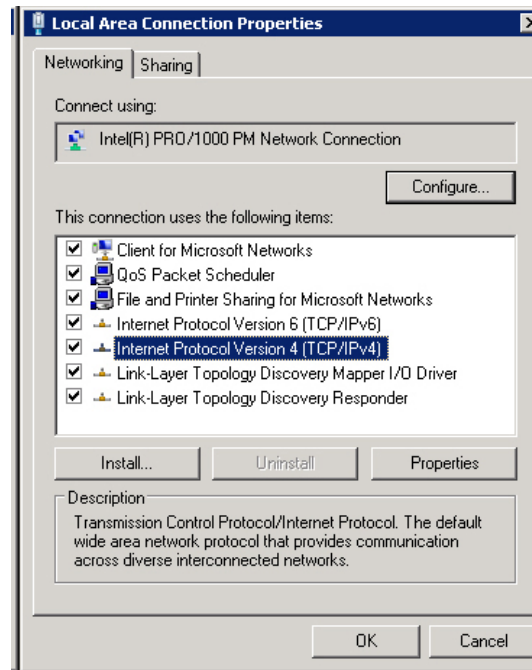 Local Area Connection Properties
Networking
Sharing
Connect using:
Intel(R) PRO/1000 PM Network Connection
Configure...
This connection uses the following items:
Client for Microsoft Networks
QoS Packet Scheduler
File and Printer Sharing for Microsoft Networks
Internet Protocol Version 6 (TCP/IPv6)
Internet Protocol Version 4 (TCP/IPv4)
Link-Layer Topology Discovery Mapper I/O Driver
Link-Layer Topology Discovery Responder
Install...
Uninstall
Properties
Description
Transmission Control Protocol/Internet Protocol. The default
wide area network protocol that provides communication
across diverse interconnected networks.
OK
Cancel